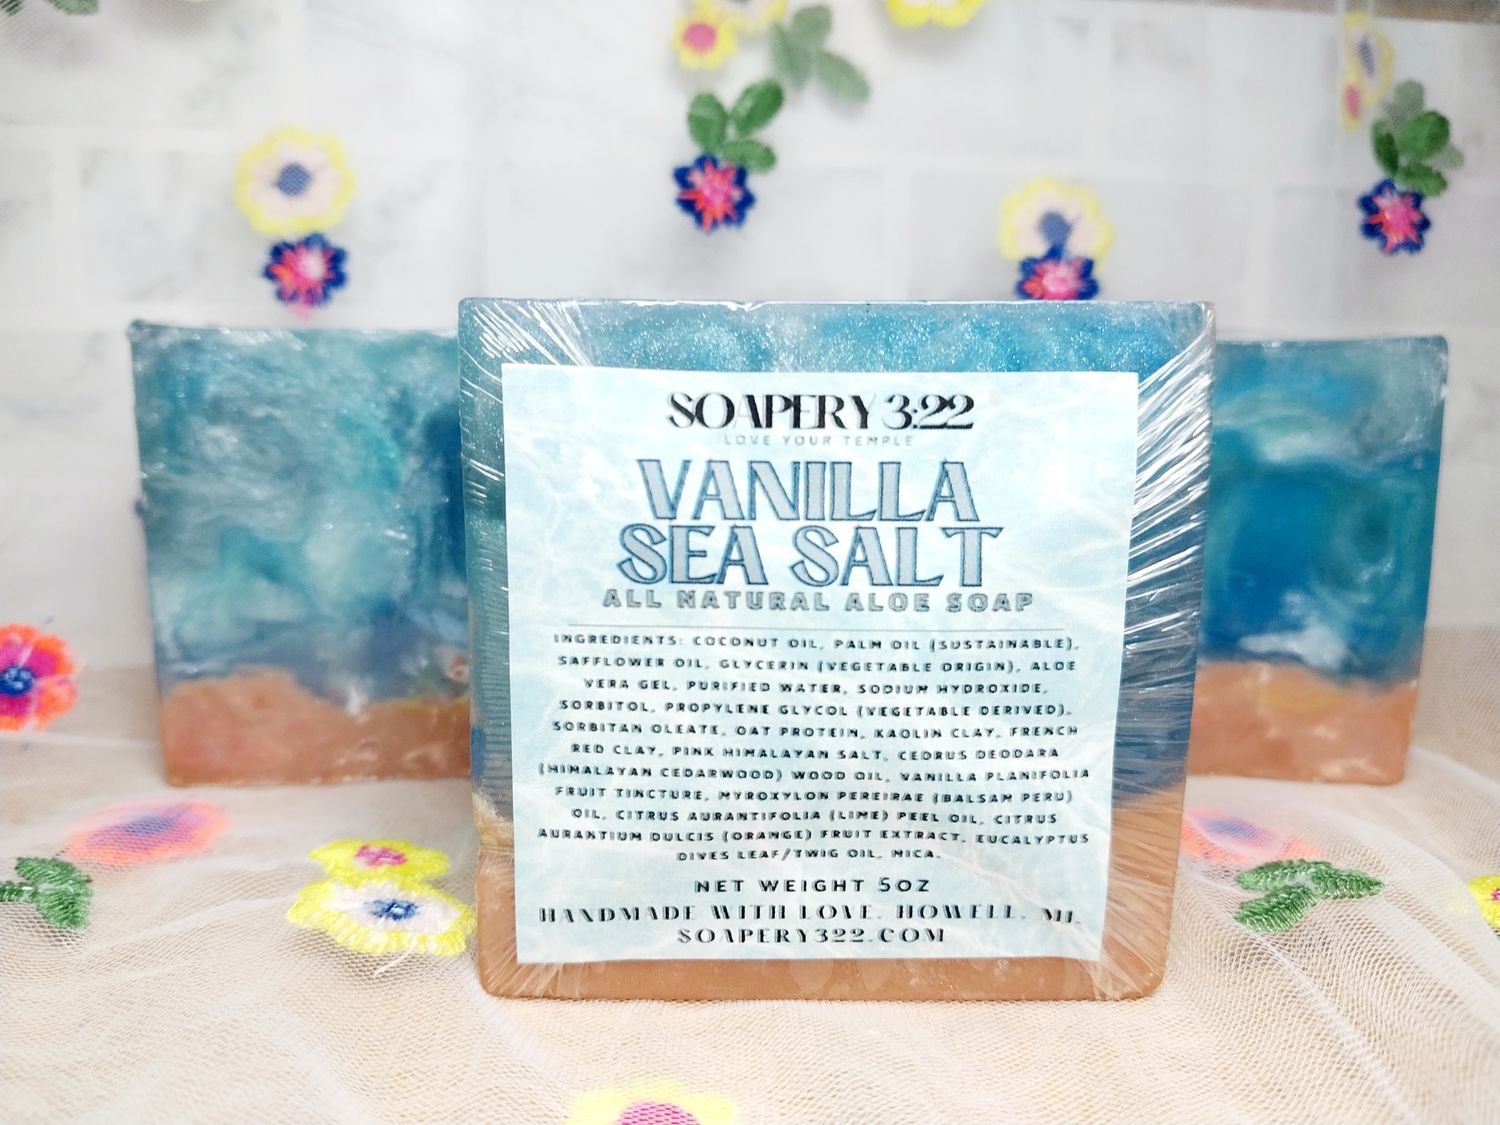 SOAPERY 3:22
LOVE YOUR TEMPLE
VANILLA
SEA SALT
ALL NATURAL ALOE SOAP
INGREDIENTS: COCONUT OIL, PALM OIL (SUSTAINABLE),
SAFFLOWER OIL, GLYCERIN (VEGETABLE ORIGIN), ALOE
VERA GEL, PURIFIED WATER, SODIUM HYDROXIDE,
SORBITOL, PROPYLENE GLYCOL (VEGETABLE DERIVED),
SORBITAN OLEATE, OAT PROTEIN, KAOLIN CLAY, FRENCH
RED CLAY, PINK HIMALAYAN SALT, CEDRUS DEODARA
(HIMALAYAN CEDARWOOD) WOOD OIL, VANILLA PLANIFOLIA
FRUIT TINCTURE, MYROXYLON PEREIRAE (BALSAM PERU)
OIL, CITRUS AURANTIFOLIA (LIME) PEEL OIL, CITRUS
AURANTIUM DULCIS (ORANGE) FRUIT EXTRACT, EUCALYPTUS
DIVES LEAF/TWIG OIL, MICA.
NET WEIGHT 5OZ
HANDMADE WITH LOVE. HOWELL, MI.
SOAPERY322.COM